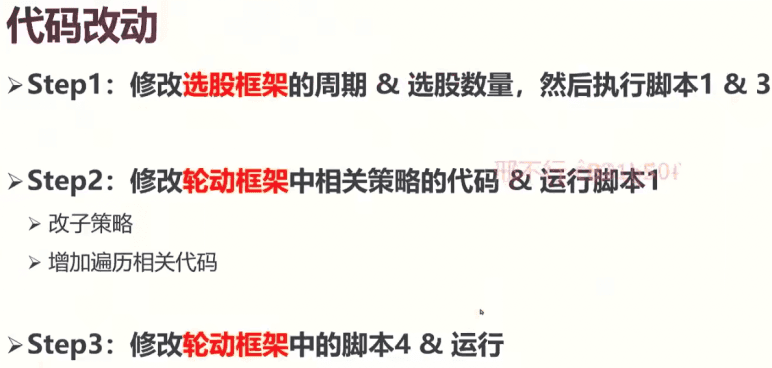 代码改动
➢Step1：修改选股框架的周期 & 选股数量，然后执行脚本1 & 3
➢Step2：修改轮动框架中相关策略的代码 & 运行脚本1
➢改子策略
➢增加遍历相关代码
➢Step3：修改轮动框架中的脚本4 & 运行